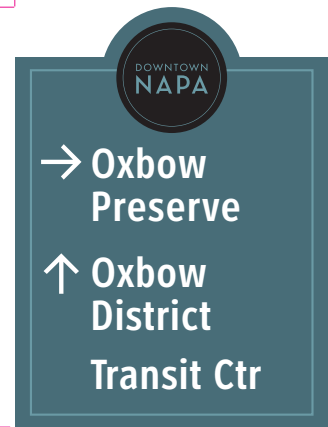 DOWNTOWN
NAPA
→ Oxbow
Preserve
↑ Oxbow
District
Transit Ctr